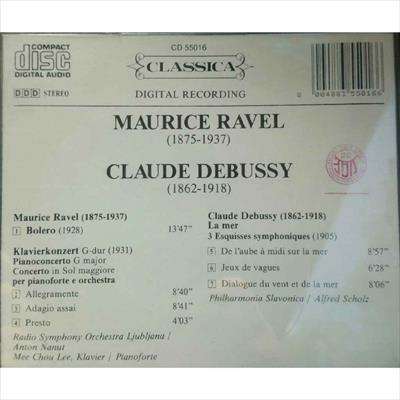 COMPACT
disc
DIGITAL AUDIO
DDD STEREO
CD 55016
CLASSICA
DIGITAL RECORDING
MAURICE RAVEL
(1875-1937)
CLAUDE DEBUSSY
(1862-1918)
Maurice Ravel (1875-1937)
1 Bolero (1928) 13'47"
Klavierkonzert G-dur (1931)
Pianoconcerto G major
Concerto in Sol maggiore
per pianoforte e orchestra
2 Allegramente 8'40"
3 Adagio assai 8'41"
4 Presto 4'03"
Radio Symphony Orchestra Ljubljana /
Anton Nanut
Mee Chou Lee, Klavier / Pianoforte
Claude Debussy (1862-1918)
La mer
3 Esquisses symphoniques (1905)
5 De l'aube à midi sur la mer 8'57"
6 Jeux de vagues 6'28"
7 Dialogue du vent et de la mer 8'06"
Philharmonia Slavonica / Alfred Scholz